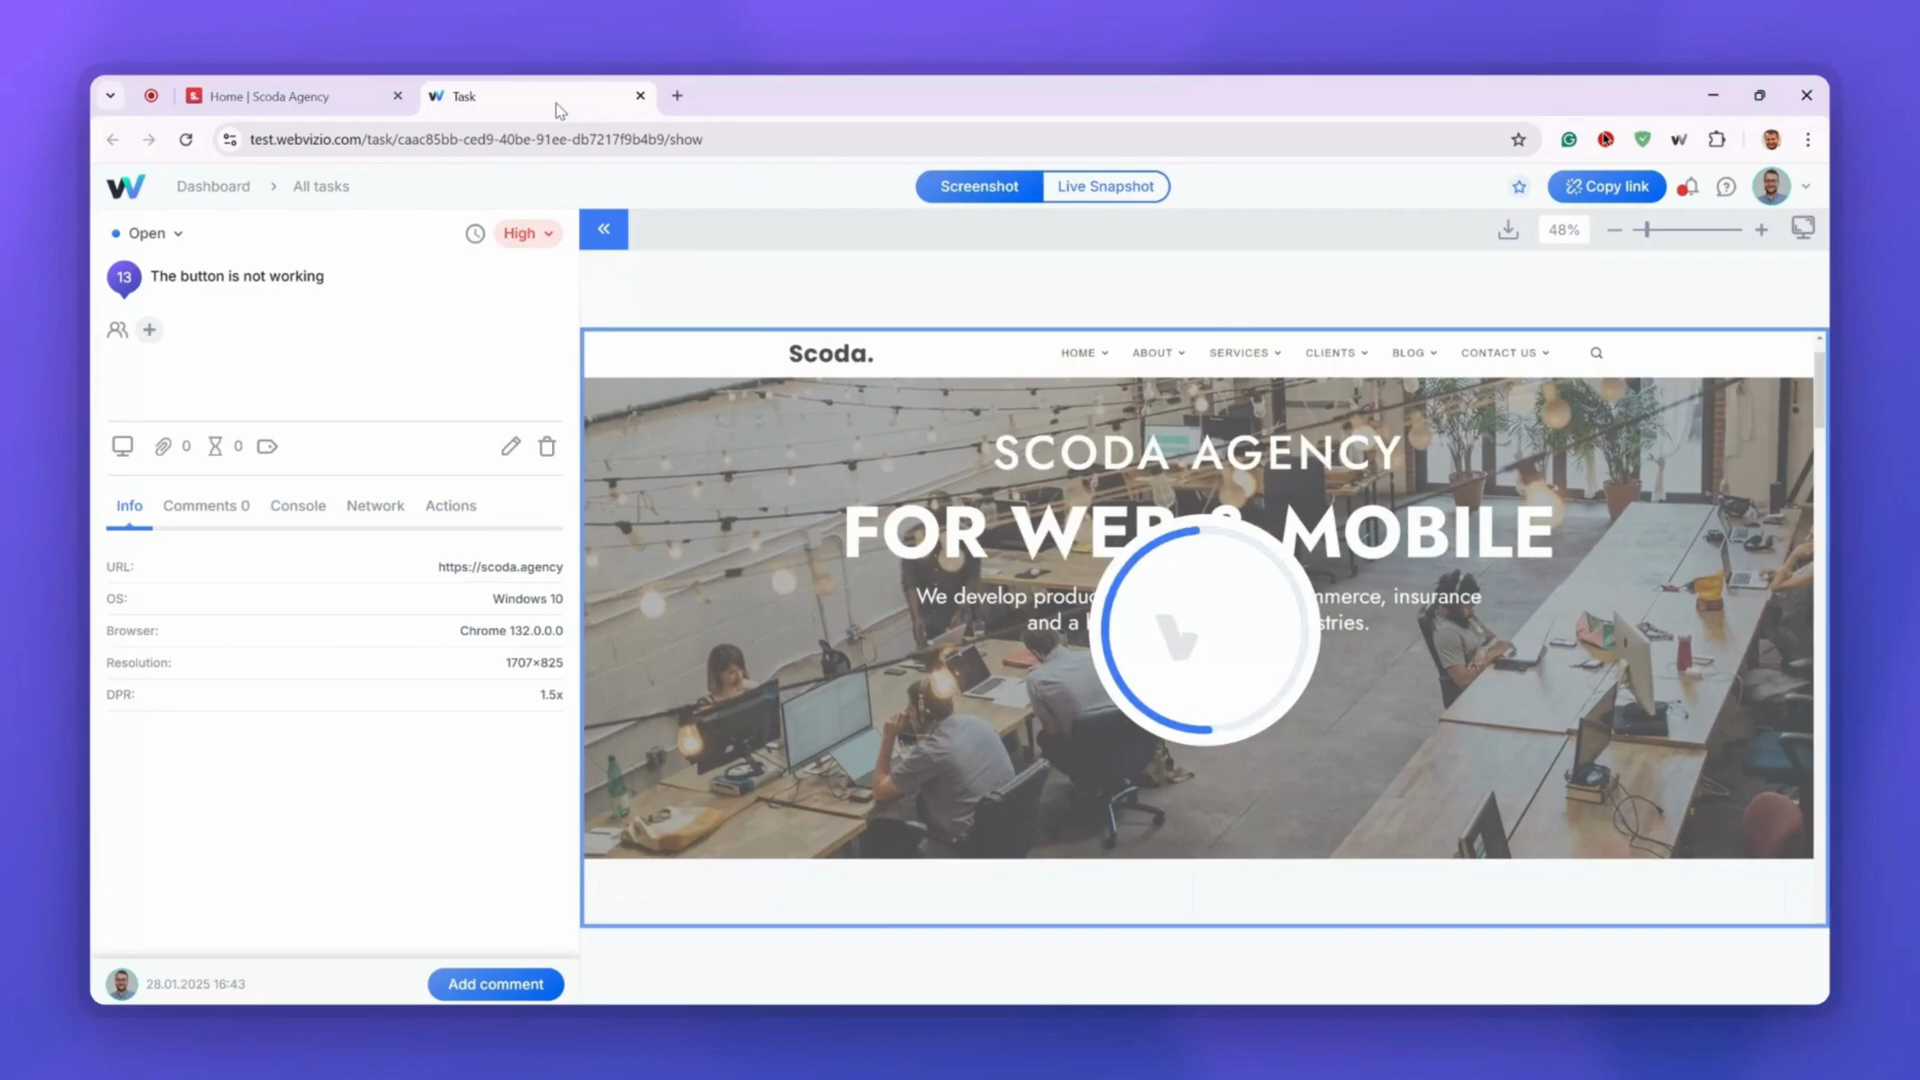 Home | Scoda Agency
Task
test.webvizio.com/task/caac85bb-ced9-40be-91ee-db7217f9b4b9/show
Dashboard > All tasks
Screenshot Live Snapshot
Copy link
Open
High
48%
13 The button is not working
0 0
Info Comments 0 Console Network Actions
URL: https://scoda.agency
OS: Windows 10
Browser: Chrome 132.0.0.0
Resolution: 1707×825
DPR: 1.5x
28.01.2025 16:43
Add comment
Scoda.
HOME ABOUT SERVICES CLIENTS BLOG CONTACT US
SCODA AGENCY
FOR WEB & MOBILE
We develop mmerce, insurance
and a stries.